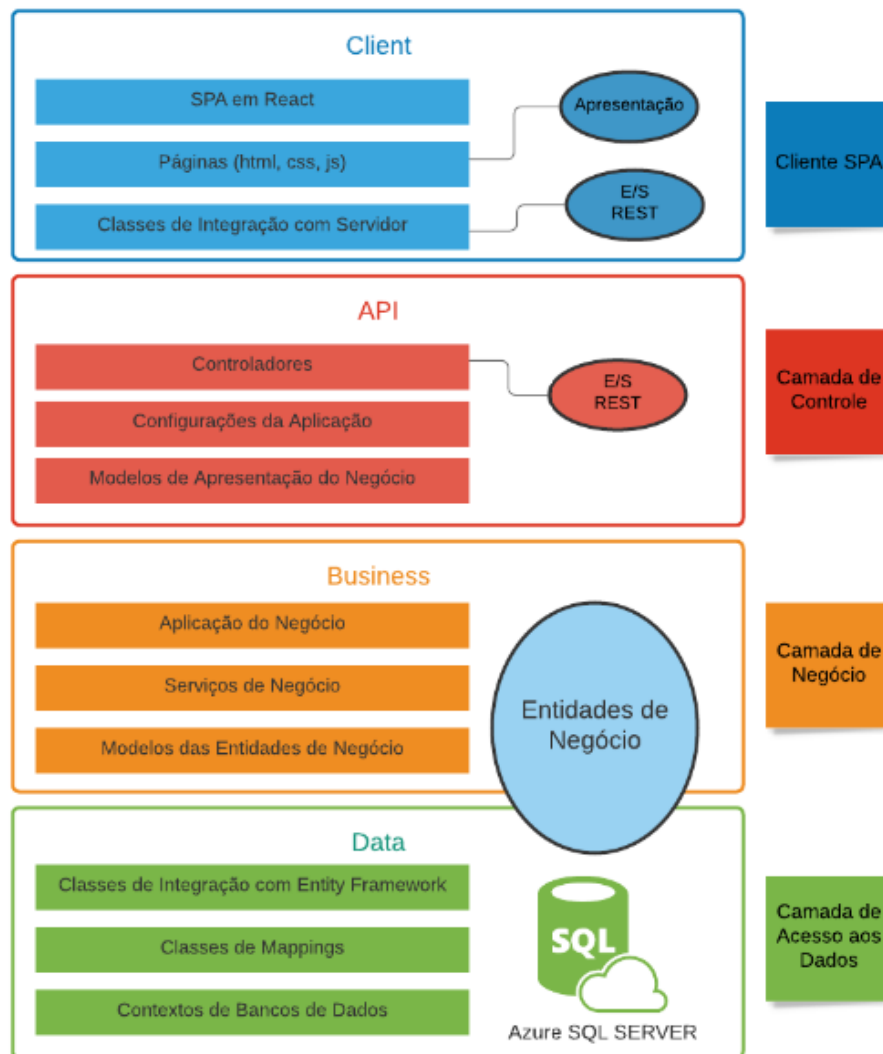 Client
SPA em React
Apresentação
Páginas (html, css, js)
Cliente SPA
E/S
REST
Classes de Integração com Servidor
API
Controladores
E/S
REST
Camada de
Controle
Configurações da Aplicação
Modelos de Apresentação do Negócio
Business
Aplicação do Negócio
Camada de
Negócio
Serviços de Negócio
Entidades de
Negócio
Modelos das Entidades de Negócio
Data
Classes de Integração com Entity Framework
Camada de
Acesso aos
Dados
Classes de Mappings
SQL
Contextos de Bancos de Dados
Azure SQL SERVER